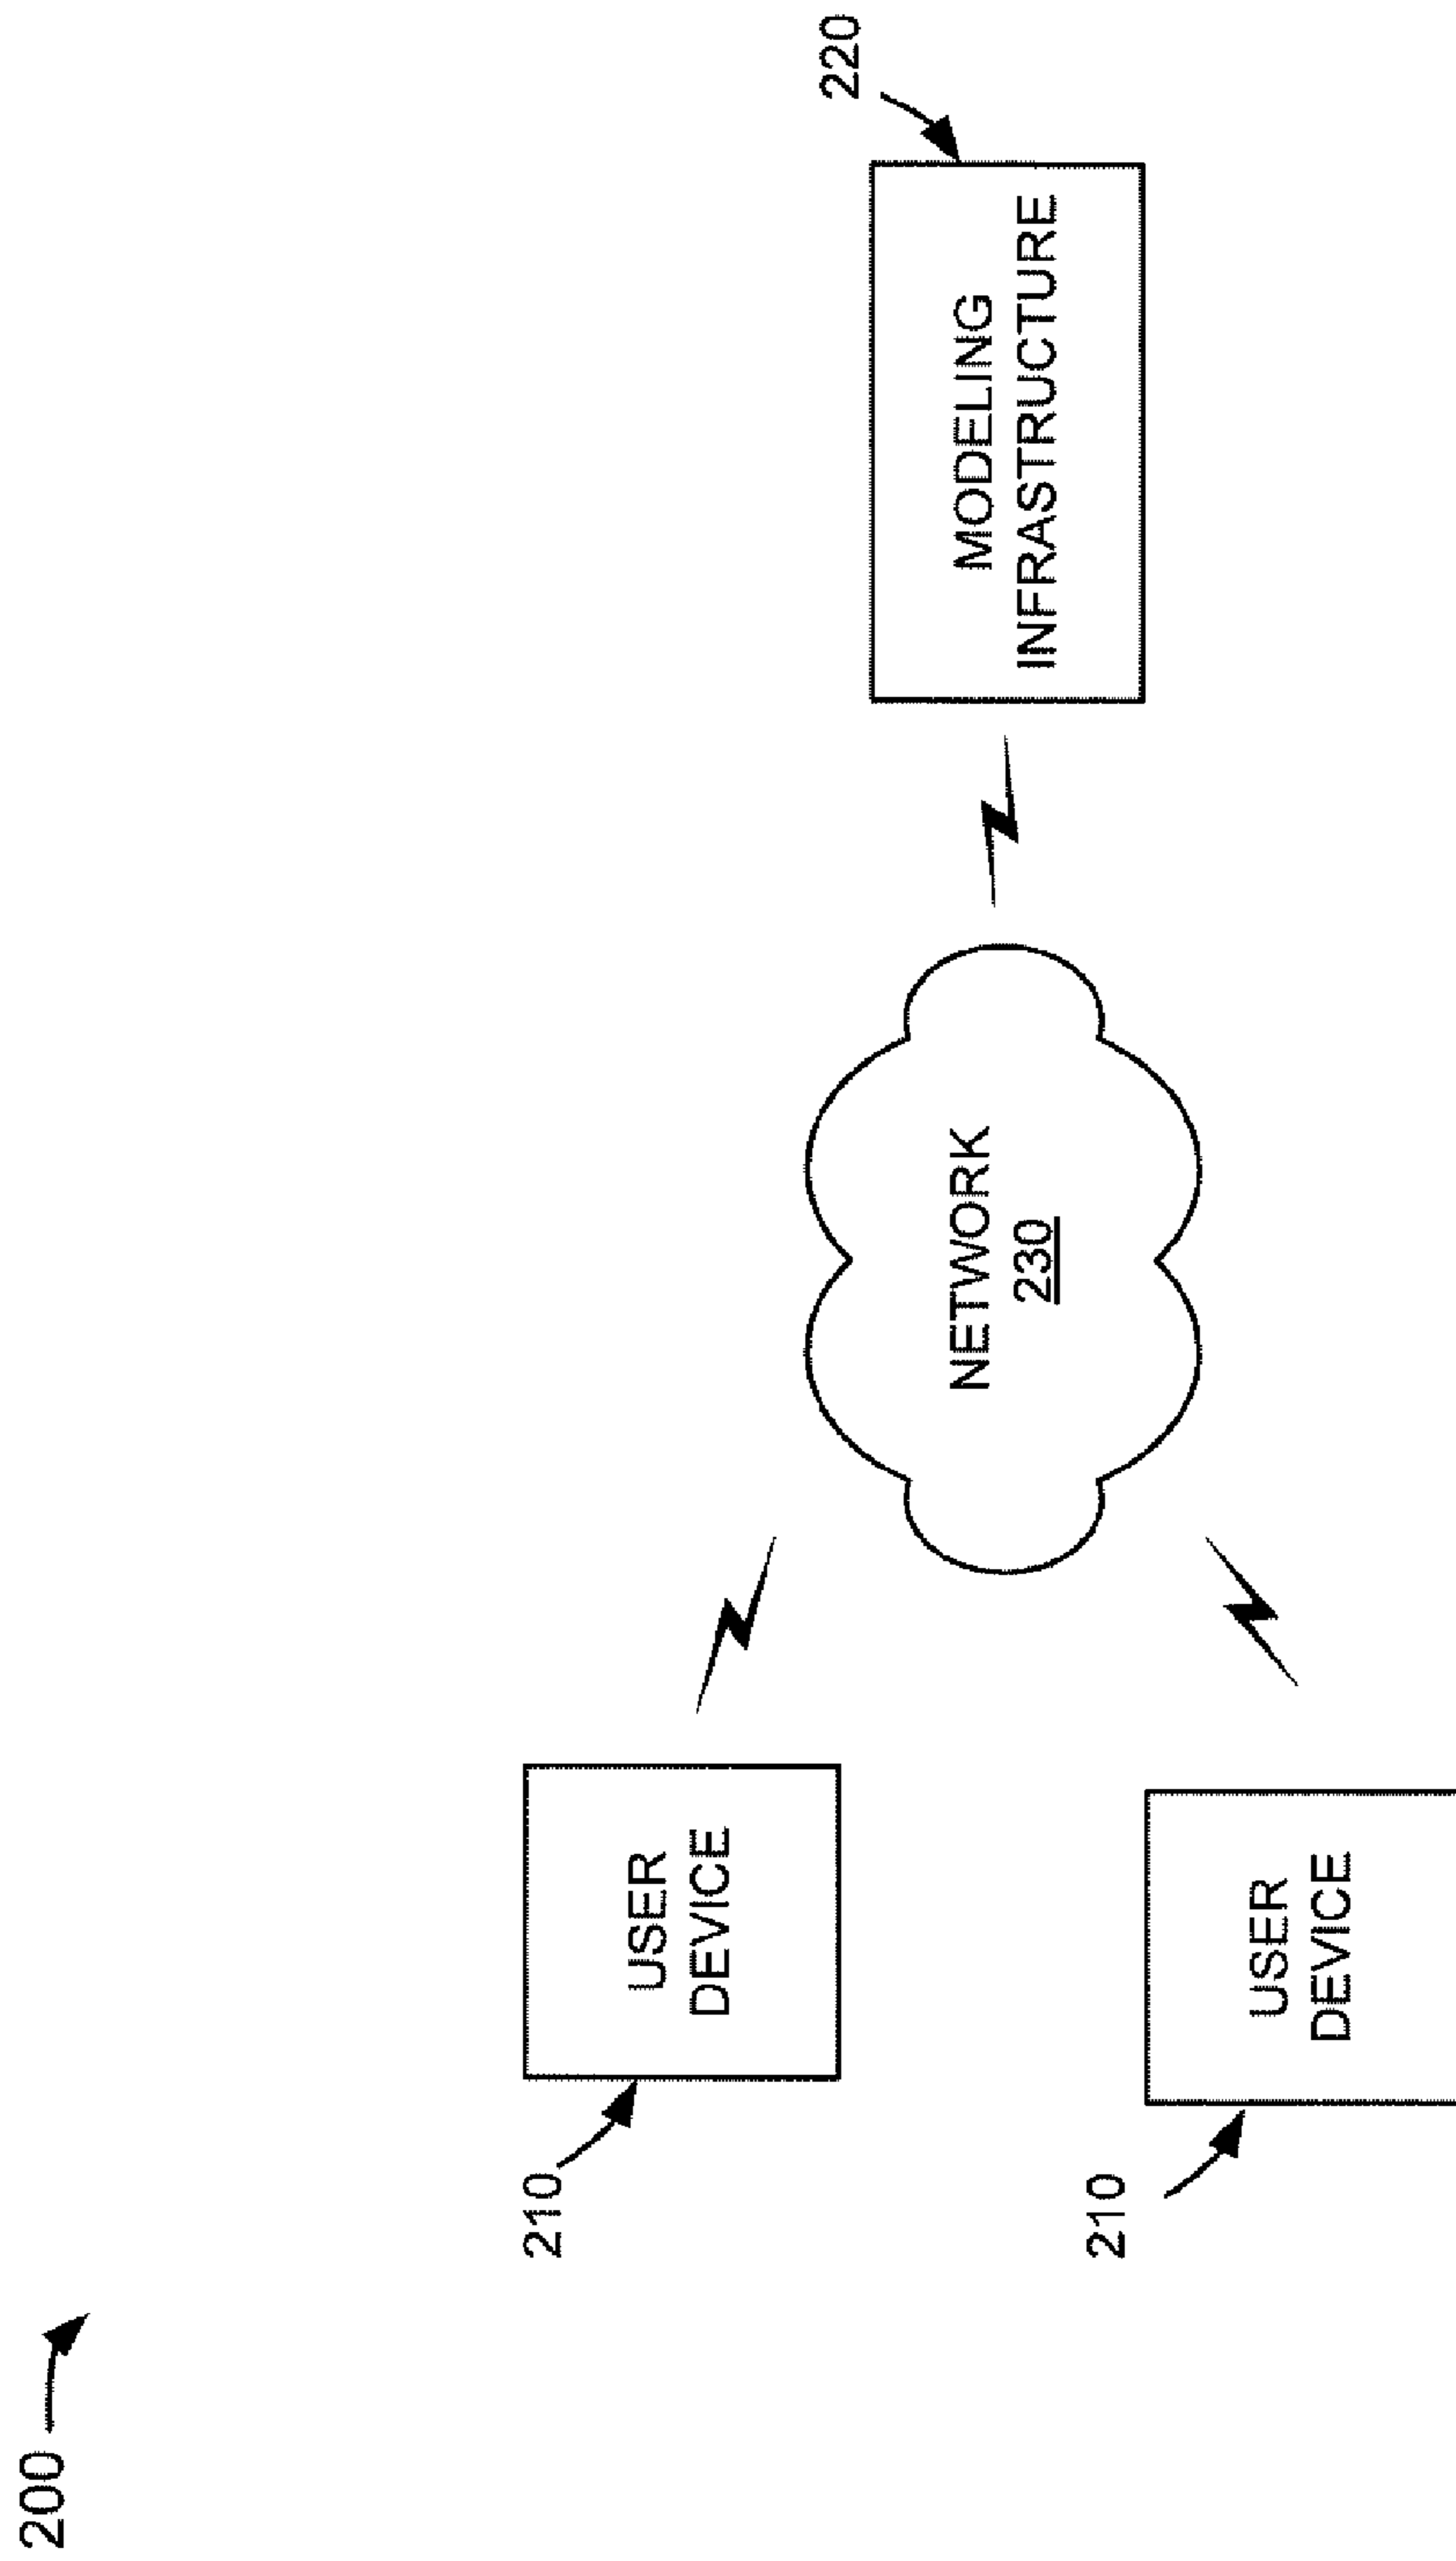 200
210
USER
DEVICE
210
USER
DEVICE
NETWORK
230
220
MODELING
INFRASTRUCTURE